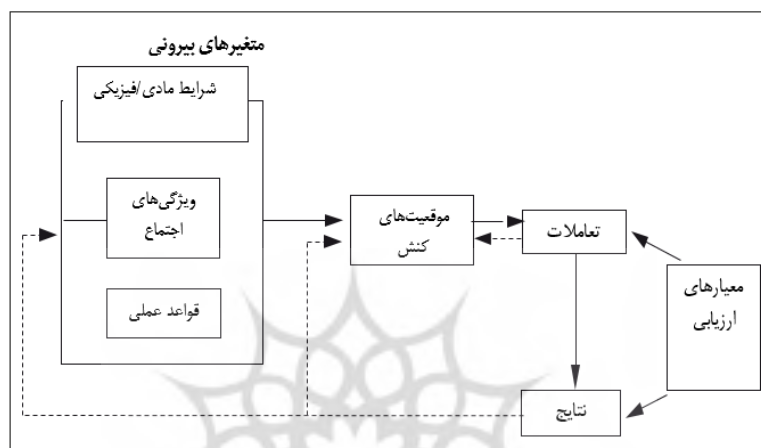 متغیرهای بیرونی
شرایط مادی/فیزیکی
ویژگی‌های
اجتماع
قواعد عملی
موقعیت‌های
کنش
تعاملات
معیارهای
ارزیابی
نتایج